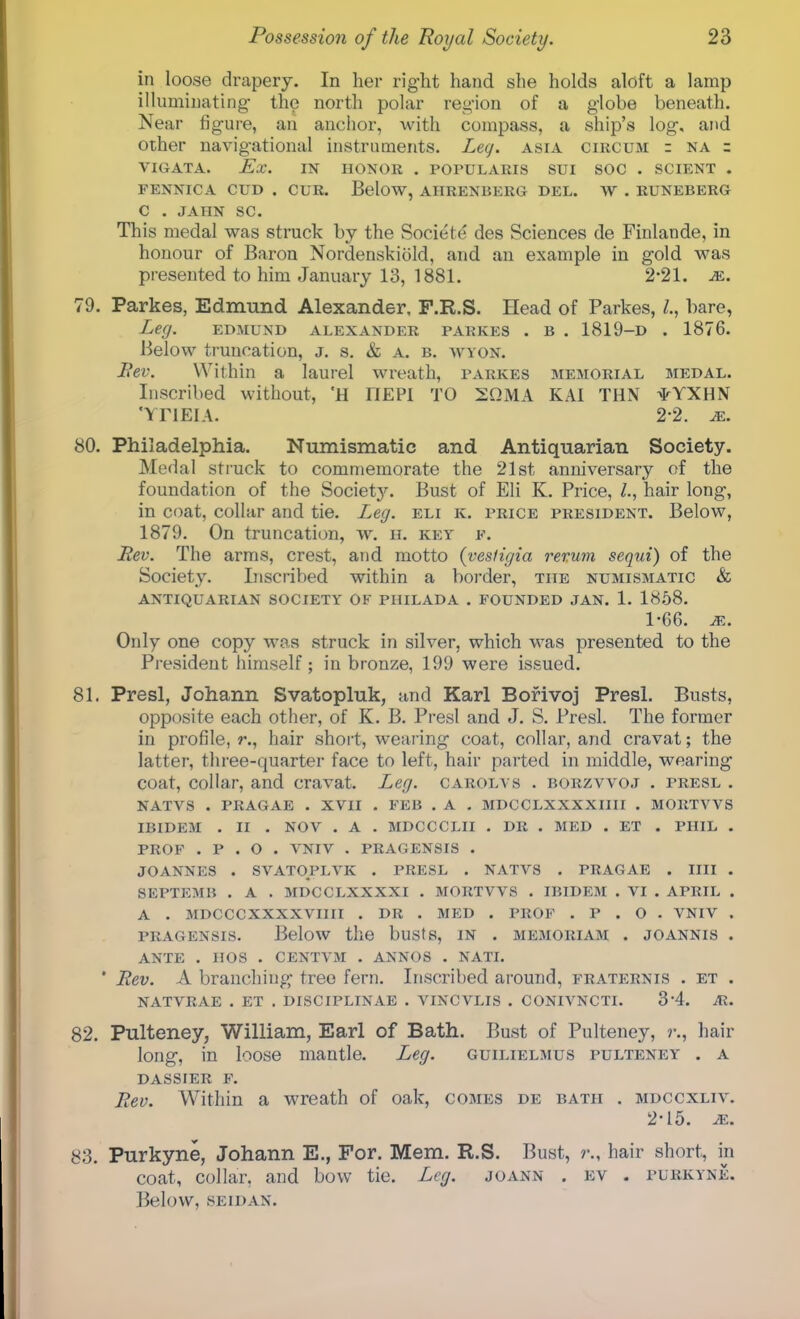 Possession of the Royal Society. 23
in loose drapery. In her right hand she holds aloft a lamp
illuminating the north polar region of a globe beneath.
Near figure, an anchor, with compass, a ship's log, and
other navigational instruments. Leg. ASIA CIRCUM : NA :
VIGATA. Ex. IN HONOR . POPULARIS SUI SOC . SCIENT .
FENNICA CUD . CUR. Below, AHRENBERG DEL. W . RUNEBERG
C . JAHN SC.
This medal was struck by the Societé des Sciences de Finlande, in
honour of Baron Nordenskiöld, and an example in gold was
presented to him January 13, 1881. 2·21. Æ.
79. Parkes, Edmund Alexander, F.R.S. Head of Parkes, l., bare,
Leg. EDMUND ALEXANDER PARKES . B . 1819–D . 1876.
Below truncation, J. S. & A. B. WYON.
Rev. Within a laurel wreath, PARKES MEMORIAL MEDAL.
Inscribed without, 'Η ΠΕΡΙ ΤΟ ΣΩΜΑ ΚΑΙ ΤΗΝ ΨΥΧΗΝ
'ΥΓΙΕΙΑ. 2·2. Æ.
80. Philadelphia. Numismatic and Antiquarian Society.
Medal struck to commemorate the 21st anniversary of the
foundation of the Society. Bust of Eli K. Price, l., hair long,
in coat, collar and tie. Leg. ELI K. PRICE PRESIDENT. Below,
1879. On truncation, W. H. KEY F.
Rev. The arms, crest, and motto (vestigia rerum sequi) of the
Society. Inscribed within a border, THE NUMISMATIC &
ANTIQUARIAN SOCIETY OF PHILADA . FOUNDED JAN. 1. 1858.
1·66. Æ.
Only one copy was struck in silver, which was presented to the
President himself; in bronze, 199 were issued.
81. Presl, Johann Svatopluk, and Karl Bořivoj Presl. Busts,
opposite each other, of K. B. Presl and J. S. Presl. The former
in profile, r., hair short, wearing coat, collar, and cravat; the
latter, three-quarter face to left, hair parted in middle, wearing
coat, collar, and cravat. Leg. CAROLVS . BORZVVOJ . PRESL .
NATVS . PRAGAE . XVII . FEB . A . MDCCLXXXXIIII . MORTVVS
IBIDEM . II . NOV . A . MDCCCLII . DR . MED . ET . PHIL .
PROF . P . O . VNIV . PRAGENSIS .
JOANNES . SVATOPLVK . PRESL . NATVS . PRAGAE . IIII .
SEPTEMB . A . MDCCLXXXXI . MORTVVS . IBIDEM . VI . APRIL .
A . MDCCCXXXXVIIII . DR . MED . PROF . P . O . VNIV .
PRAGENSIS. Below the busts, IN . MEMORIAM . JOANNIS .
ANTE . HOS . CENTVM . ANNOS . NATI.
Rev. A branching tree fern. Inscribed around, FRATERNIS . ET .
NATVRAE . ET . DISCIPLINAE . VINCVLIS . CONIVNCTI. 3·4. Æ.
82. Pulteney, William, Earl of Bath. Bust of Pulteney, r., hair
long, in loose mantle. Leg. GUILIELMUS PULTENEY . A
DASSIER F.
Rev. Within a wreath of oak, COMES DE BATH . MDCCXLIV.
2·15. Æ.
83. Purkyně, Johann E., For. Mem. R.S. Bust, r., hair short, in
coat, collar, and bow tie. Leg. JOANN . EV . PURKYNĚ.
Below, SEIDAN.